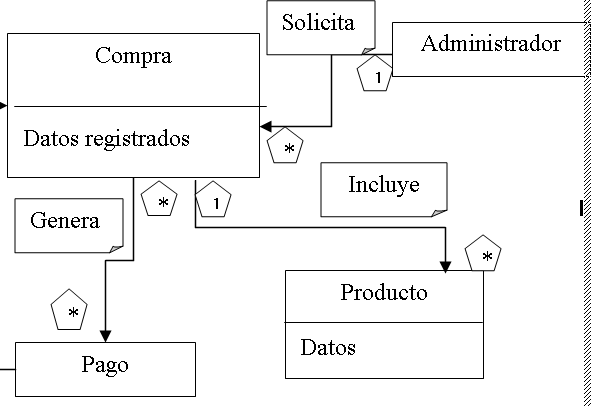 Solicita
Administrador
Compra
1
Datos registrados
*
Incluye
*
1
Genera
*
Producto
*
Datos
Pago